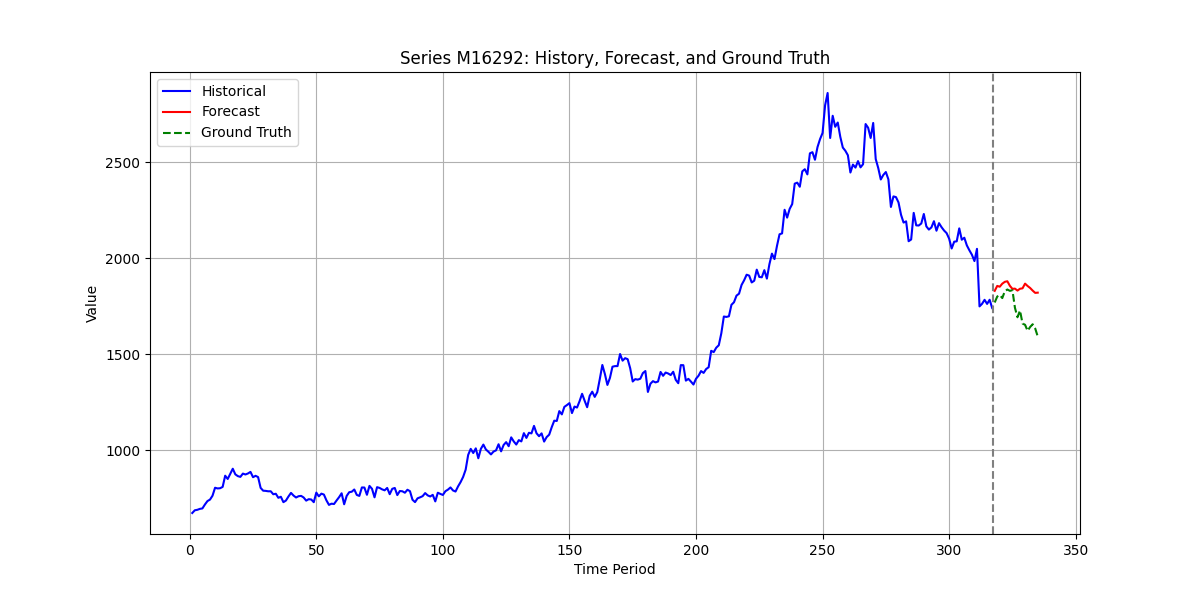 Series M16292: History, Forecast, and Ground Truth
Historical
Forecast
Ground Truth
Value
2500
2000
1500
1000
0 50 100 150 200 250 300 350
Time Period